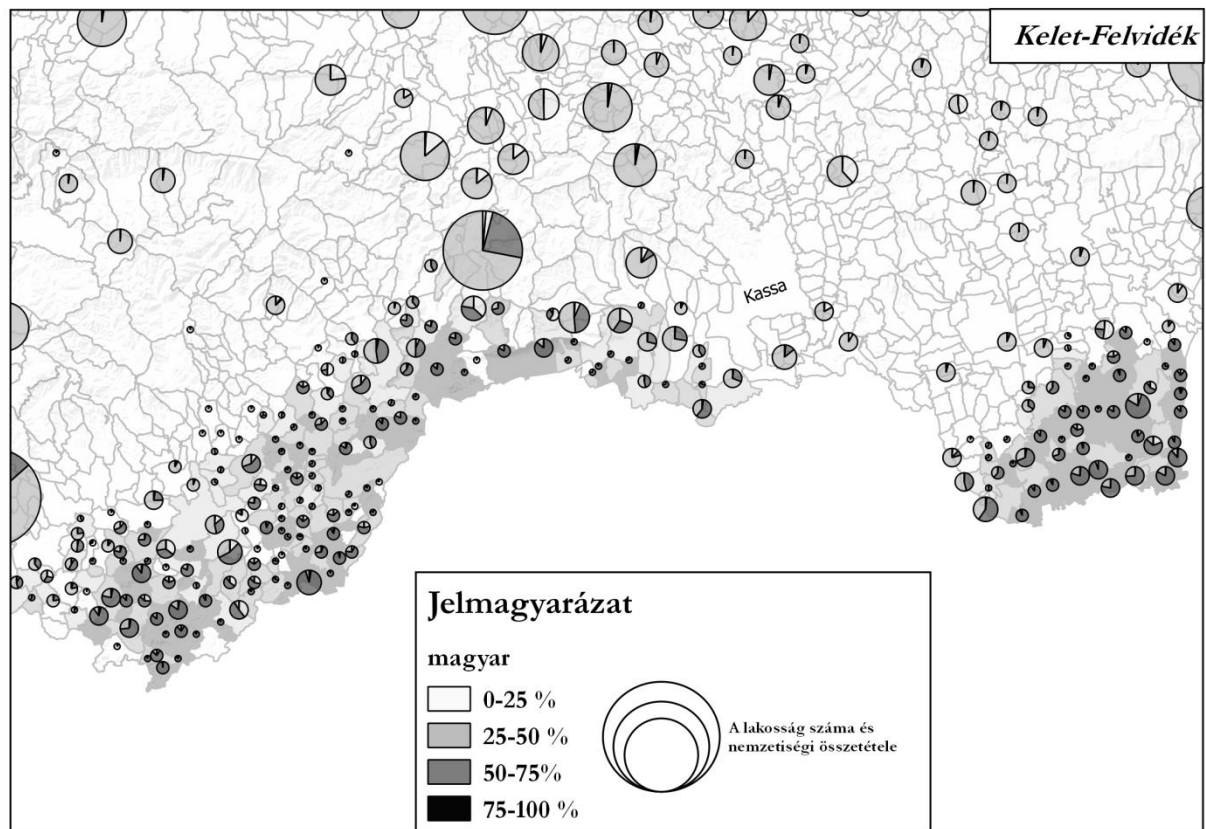 Kelet-Felvidék
Kassa
Jelmagyarázat
magyar
0-25 %
25-50 %
50-75%
75-100 %
A lakosság száma és
nemzetiségi összetétele